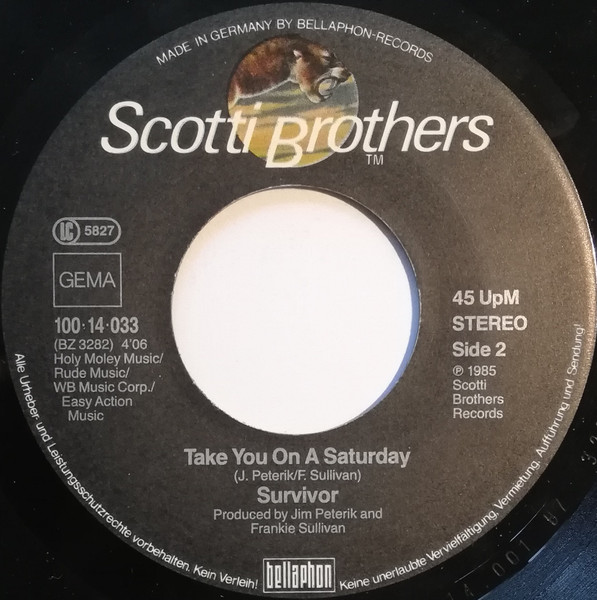 MADE IN GERMANY BY BELLAPHON-RECORDS
Scotti Brothers
TM
LC 5827
GEMA
100·14·033
(BZ 3282) 4'06
Holy Moley Music/
Rude Music/
WB Music Corp./
Easy Action
Music
45 UpM
STEREO
Side 2
℗ 1985
Scotti
Brothers
Records
Take You On A Saturday
(J. Peterik/F. Sullivan)
Survivor
Produced by Jim Peterik and
Frankie Sullivan
Alle Urheber- und Leistungsschutzrechte vorbehalten. Kein Verleih! Keine unerlaubte Vervielfältigung, Vermietung, Aufführung und Sendung!
bellaphon